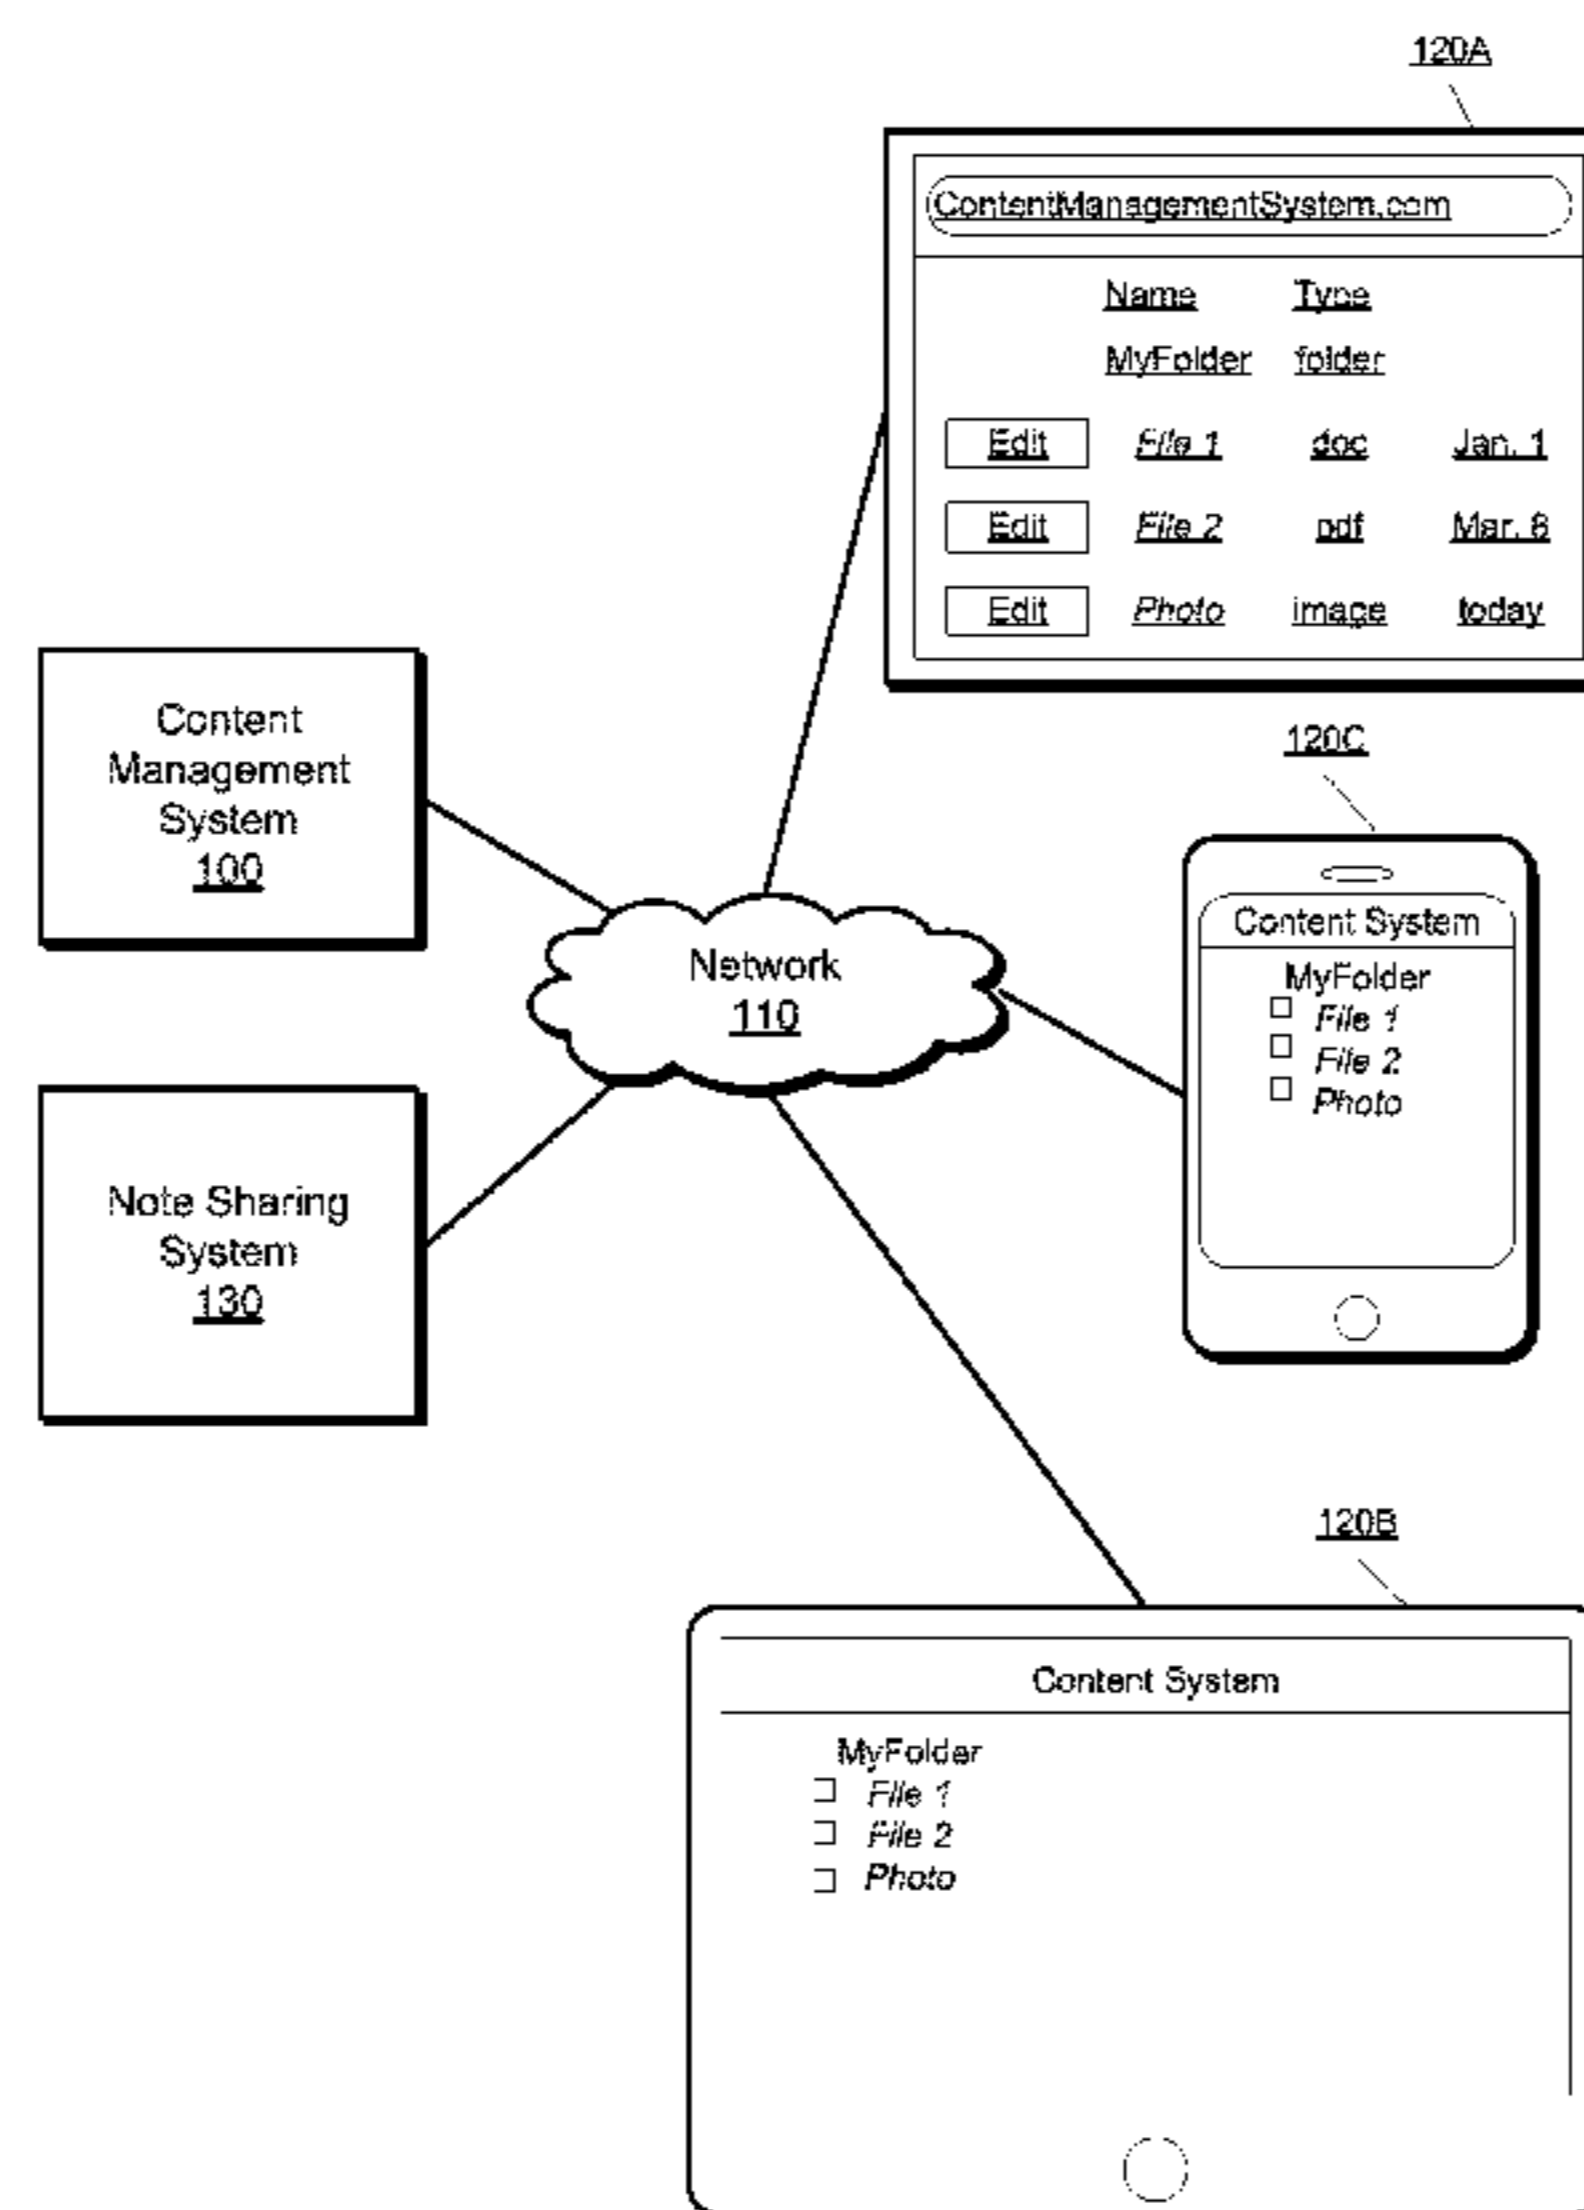 120A
ContentManagementSystem.com
Name Type
MyFolder folder
Edit File 1 doc Jan. 1
Edit File 2 pdf Mar. 6
Edit Photo image today
Content
Management
System
100
120C
Content System
MyFolder
File 1
File 2
Photo
Network
110
Note Sharing
System
130
120B
Content System
MyFolder
File 1
File 2
Photo